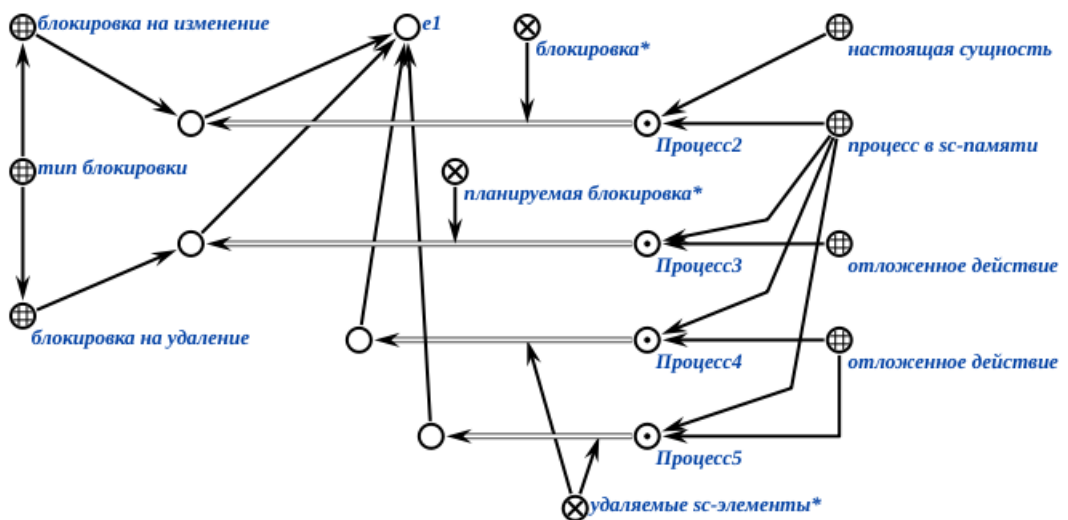 блокировка на изменение
e1
блокировка*
настоящая сущность
Процесс2
процесс в sc-памяти
тип блокировки
планируемая блокировка*
Процесс3
отложенное действие
блокировка на удаление
Процесс4
отложенное действие
Процесс5
удаляемые sc-элементы*